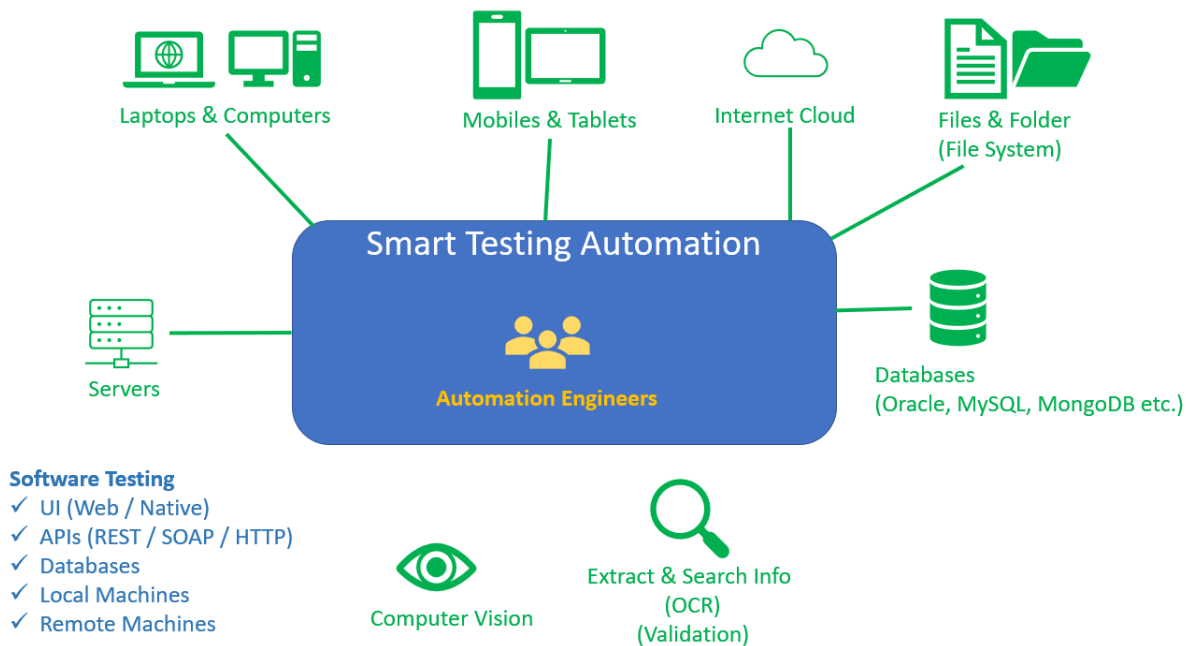 Laptops & Computers
Mobiles & Tablets
Internet Cloud
Files & Folder
(File System)
Smart Testing Automation
Automation Engineers
Servers
Databases
(Oracle, MySQL, MongoDB etc.)
Software Testing
✓ UI (Web / Native)
✓ APIs (REST / SOAP / HTTP)
✓ Databases
✓ Local Machines
✓ Remote Machines
Computer Vision
Extract & Search Info
(OCR)
(Validation)